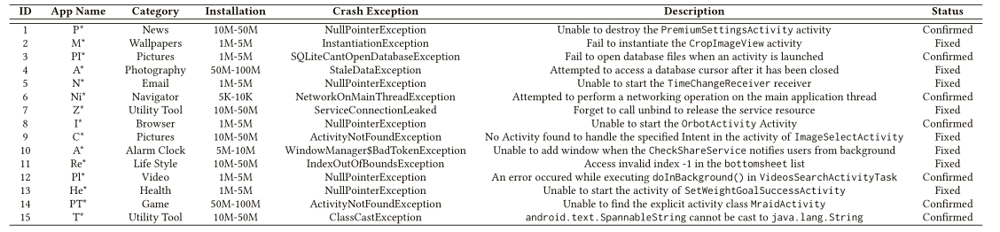 ID App Name Category Installation Crash Exception Description Status
1 P* News 10M-50M NullPointerException Unable to destroy the PremiumSettingsActivity activity Confirmed
2 M* Wallpapers 1M-5M InstantiationException Fail to instantiate the CropImageView activity Fixed
3 PI* Pictures 1M-5M SQLiteCantOpenDatabaseException Fail to open database files when an activity is launched Confirmed
4 A* Photography 50M-100M StaleDataException Attempted to access a database cursor after it has been closed Fixed
5 N* Email 1M-5M NullPointerException Unable to start the TimeChangeReceiver receiver Fixed
6 Ni* Navigator 5K-10K NetworkOnMainThreadException Attempted to perform a networking operation on the main application thread Confirmed
7 Z* Utility Tool 10M-50M ServiceConnectionLeaked Forget to call unbind to release the service resource Fixed
8 I* Browser 1M-5M NullPointerException Unable to start the OrbotActivity Activity Confirmed
9 C* Pictures 10M-50M ActivityNotFoundException No Activity found to handle the specified Intent in the activity of ImageSelectActivity Fixed
10 A* Alarm Clock 5M-10M WindowManager$BadTokenException Unable to add window when the CheckShareService notifies users from background Fixed
11 Re* Life Style 10M-50M IndexOutOfBoundsException Access invalid index -1 in the bottomsheet list Fixed
12 Pl* Video 1M-5M NullPointerException An error occured while executing doInBackground() in VideosSearchActivityTask Confirmed
13 He* Health 1M-5M NullPointerException Unable to start the activity of SetWeightGoalSuccessActivity Fixed
14 PT* Game 50M-100M ActivityNotFoundException Unable to find the explicit activity class MraidActivity Confirmed
15 T* Utility Tool 10M-50M ClassCastException android.text.SpannableString cannot be cast to java.lang.String Confirmed